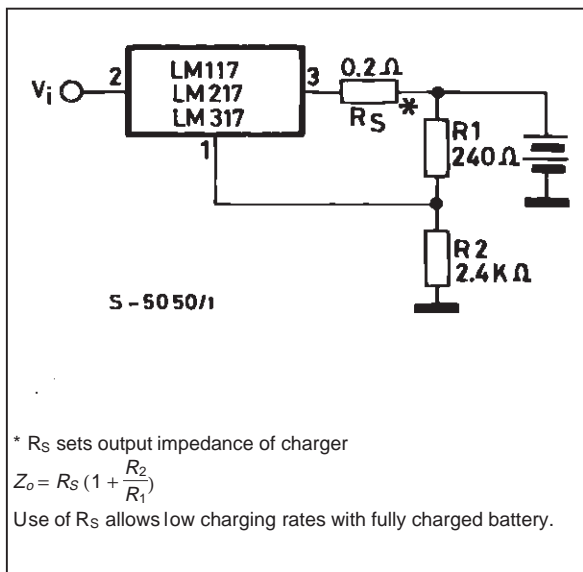 0.2 Ω
Vi 2 LM117 3
LM217
LM317
RS *
1
R1
240 Ω
R2
2.4K Ω
S-5050/1
* RS sets output impedance of charger
Zo = RS (1 + R2/R1)
Use of RS allows low charging rates with fully charged battery.